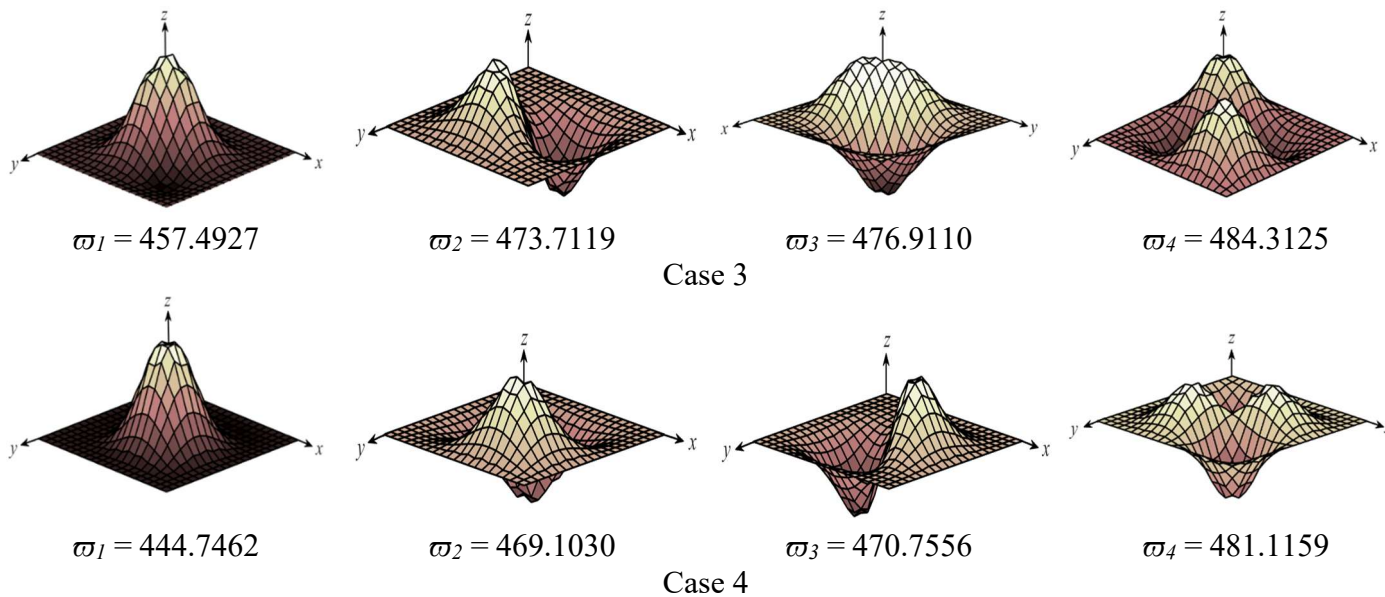 z z z z
y x y x x y y x
ϖ1 = 457.4927 ϖ2 = 473.7119 ϖ3 = 476.9110 ϖ4 = 484.3125
Case 3
z z z z
y x y x y x y
ϖ1 = 444.7462 ϖ2 = 469.1030 ϖ3 = 470.7556 ϖ4 = 481.1159
Case 4